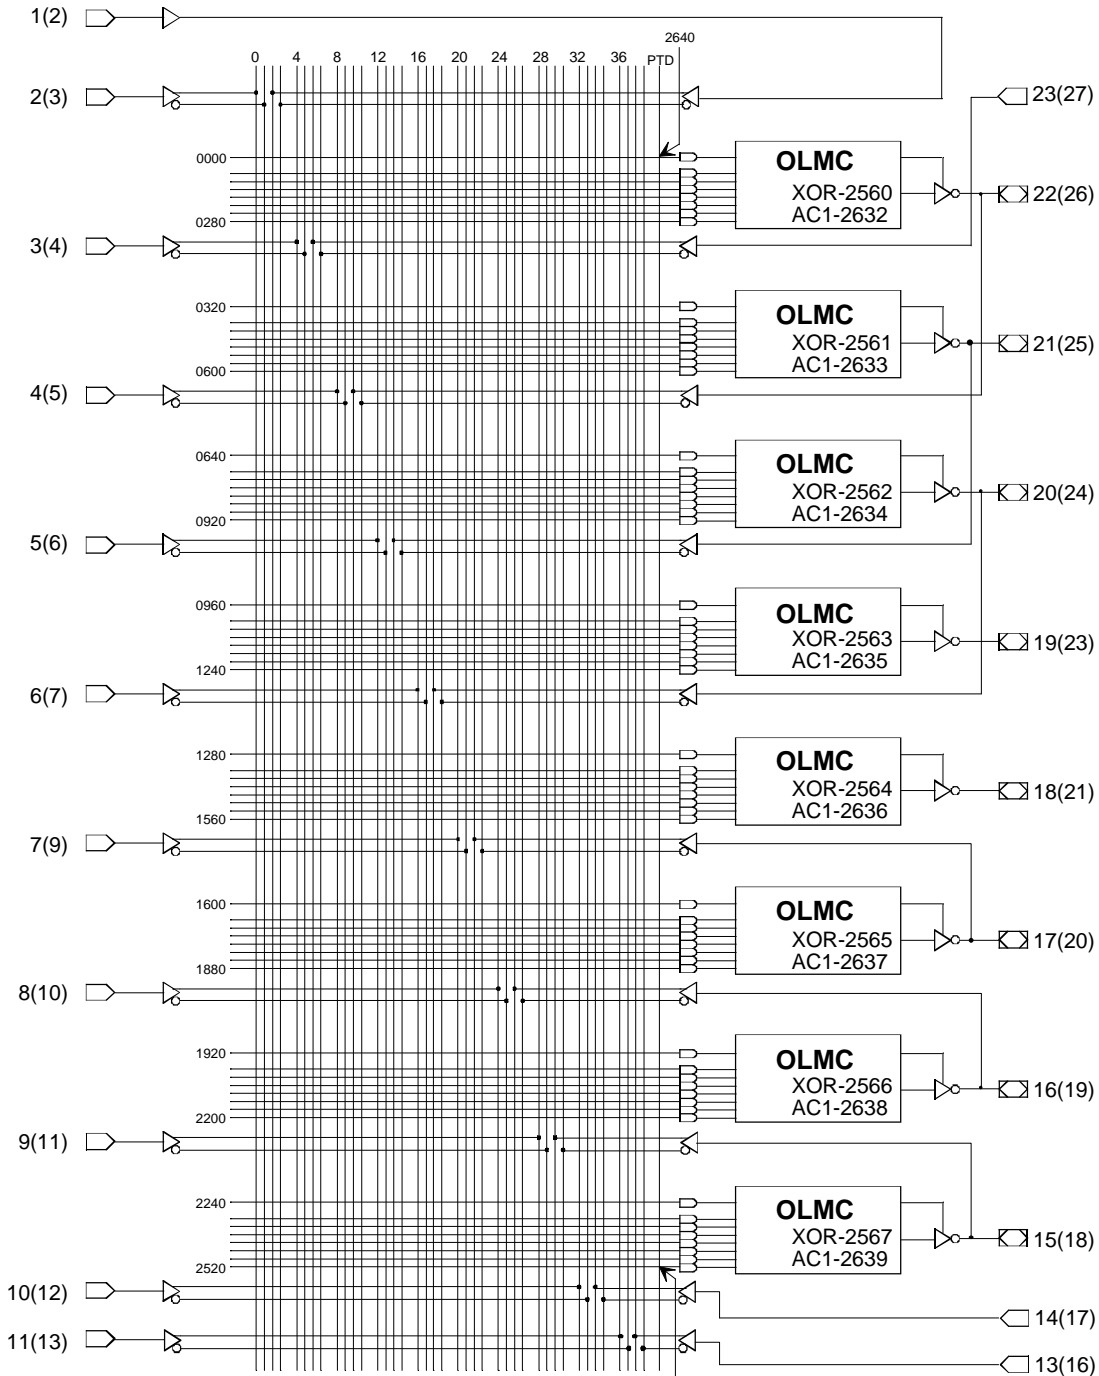 1(2)
2640
0 4 8 12 16 20 24 28 32 36 PTD
2(3)
23(27)
0000
OLMC
XOR-2560
AC1-2632
22(26)
0280
3(4)
0320
OLMC
XOR-2561
AC1-2633
21(25)
0600
4(5)
0640
OLMC
XOR-2562
AC1-2634
20(24)
0920
5(6)
0960
OLMC
XOR-2563
AC1-2635
19(23)
1240
6(7)
1280
OLMC
XOR-2564
AC1-2636
18(21)
1560
7(9)
1600
OLMC
XOR-2565
AC1-2637
17(20)
1880
8(10)
1920
OLMC
XOR-2566
AC1-2638
16(19)
2200
9(11)
2240
OLMC
XOR-2567
AC1-2639
15(18)
2520
10(12)
14(17)
11(13)
13(16)